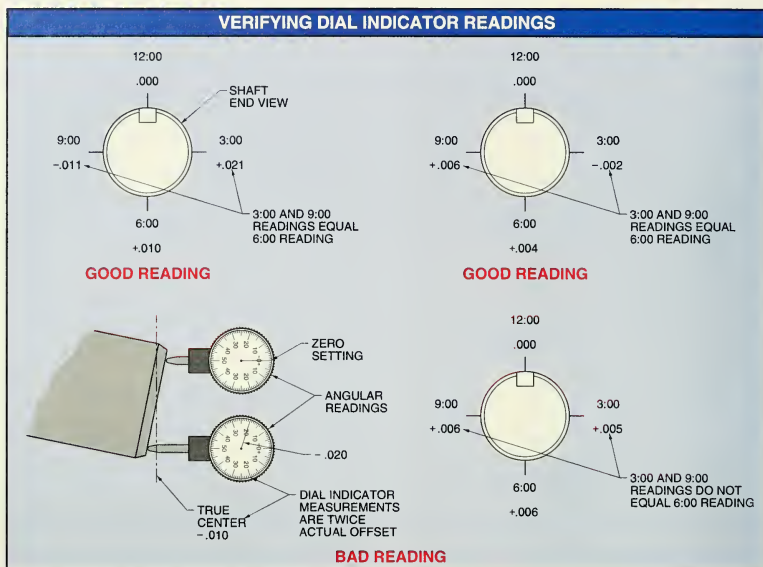 VERIFYING DIAL INDICATOR READINGS
12:00
.000
SHAFT
END VIEW
9:00
-.011
3:00
+.021
6:00
+.010
3:00 AND 9:00
READINGS EQUAL
6:00 READING
GOOD READING
12:00
.000
9:00
+.006
3:00
-.002
6:00
+.004
3:00 AND 9:00
READINGS EQUAL
6:00 READING
GOOD READING
ZERO
SETTING
ANGULAR
READINGS
-.020
TRUE
CENTER
-.010
DIAL INDICATOR
MEASUREMENTS
ARE TWICE
ACTUAL OFFSET
12:00
.000
9:00
+.006
3:00
+.005
6:00
+.006
3:00 AND 9:00
READINGS DO NOT
EQUAL 6:00 READING
BAD READING